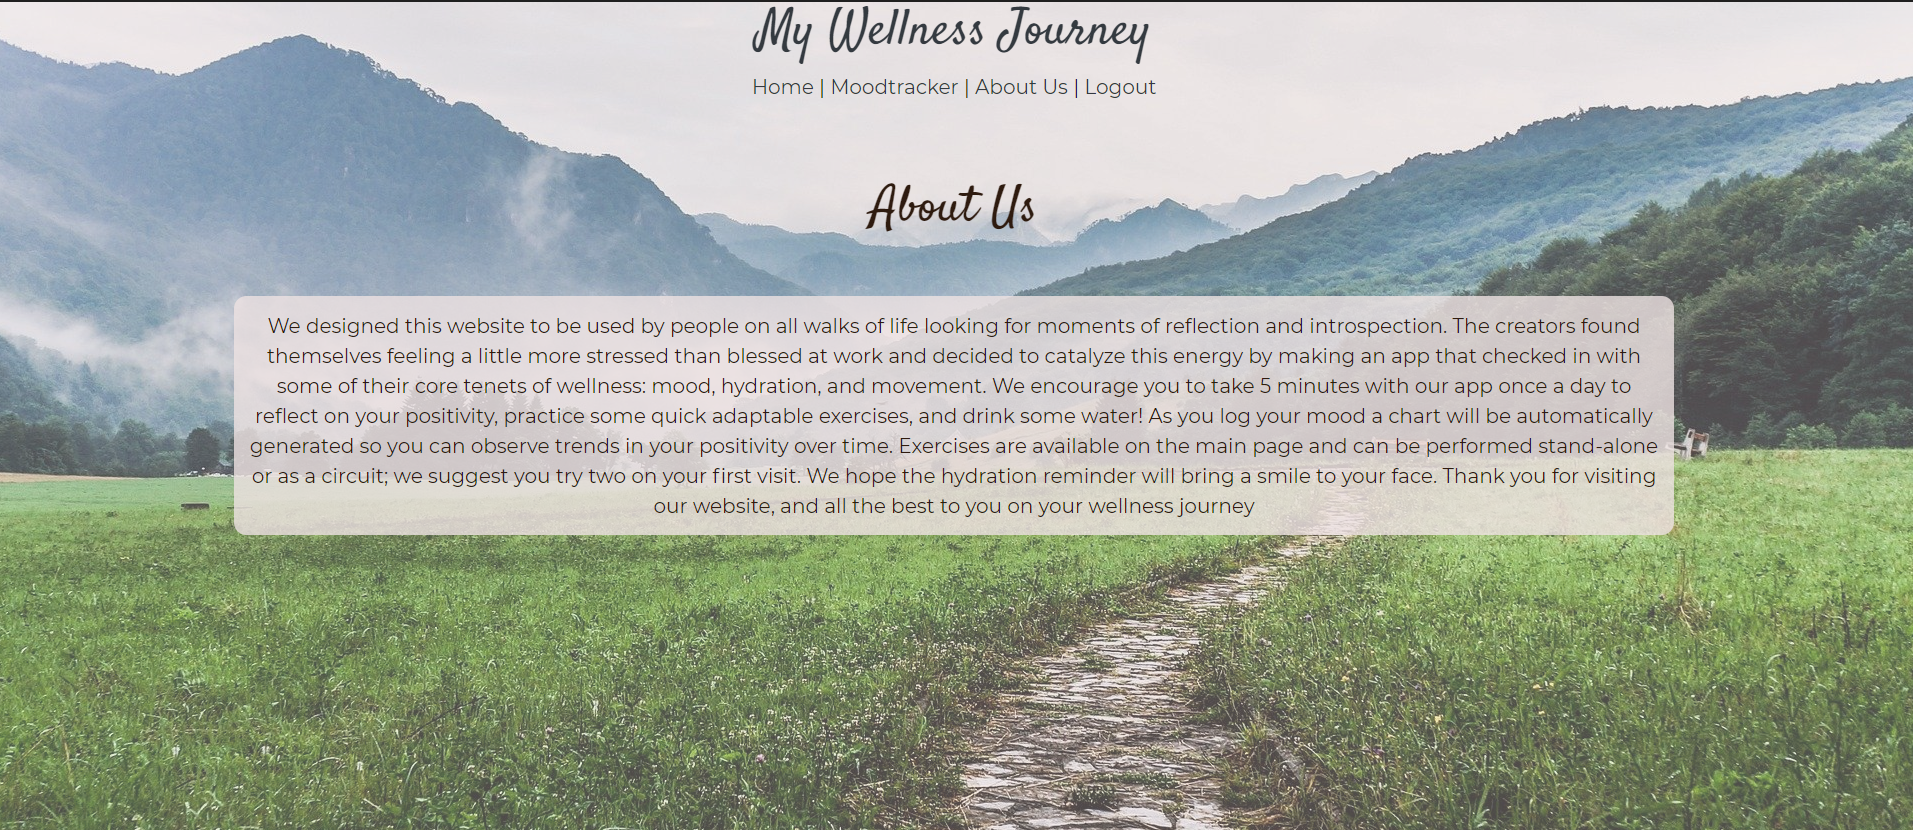 My Wellness Journey
Home | Moodtracker | About Us | Logout
About Us
We designed this website to be used by people on all walks of life looking for moments of reflection and introspection. The creators found
themselves feeling a little more stressed than blessed at work and decided to catalyze this energy by making an app that checked in with
some of their core tenets of wellness: mood, hydration, and movement. We encourage you to take 5 minutes with our app once a day to
reflect on your positivity, practice some quick adaptable exercises, and drink some water! As you log your mood a chart will be automatically
generated so you can observe trends in your positivity over time. Exercises are available on the main page and can be performed stand-alone
or as a circuit; we suggest you try two on your first visit. We hope the hydration reminder will bring a smile to your face. Thank you for visiting
our website, and all the best to you on your wellness journey